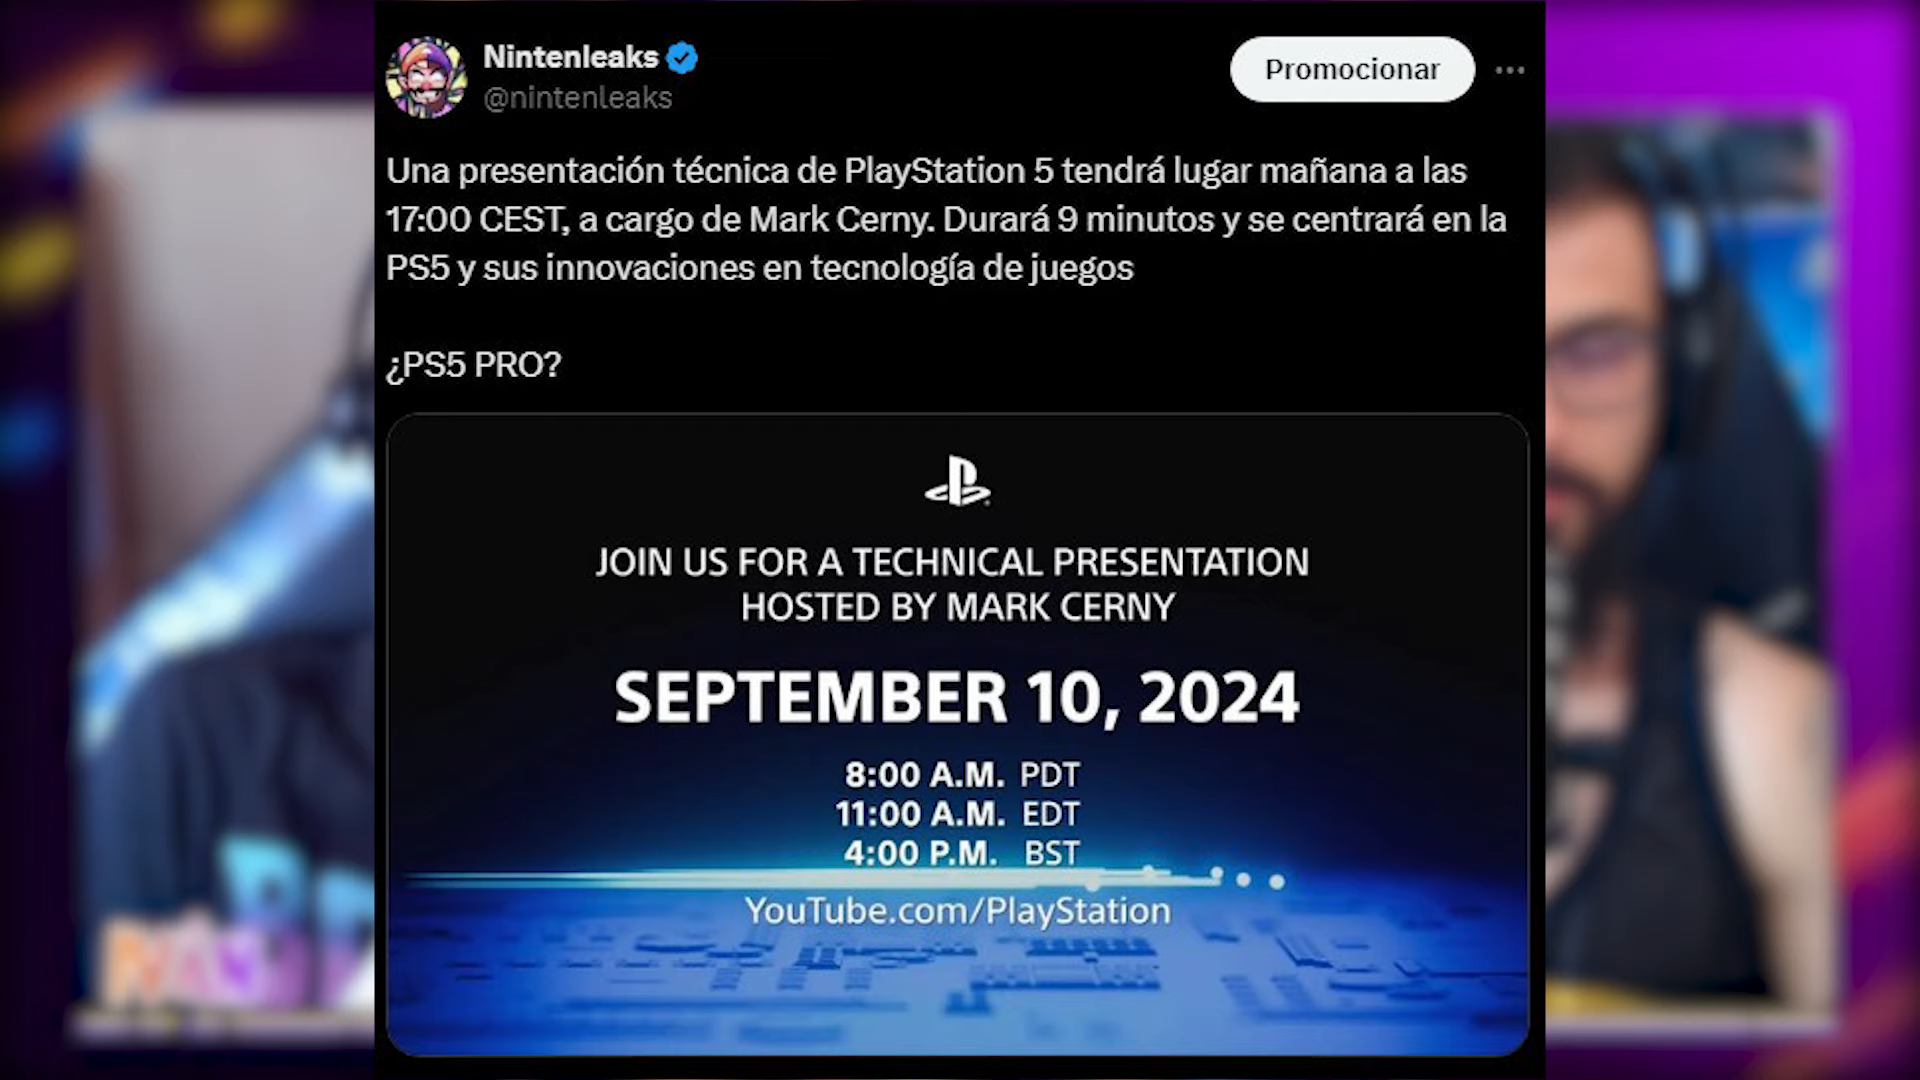 Nintenleaks
@nintenleaks
Promocionar
Una presentación técnica de PlayStation 5 tendrá lugar mañana a las
17:00 CEST, a cargo de Mark Cerny. Durará 9 minutos y se centrará en la
PS5 y sus innovaciones en tecnología de juegos
¿PS5 PRO?
JOIN US FOR A TECHNICAL PRESENTATION
HOSTED BY MARK CERNY
SEPTEMBER 10, 2024
8:00 A.M. PDT
11:00 A.M. EDT
4:00 P.M. BST
YouTube.com/PlayStation